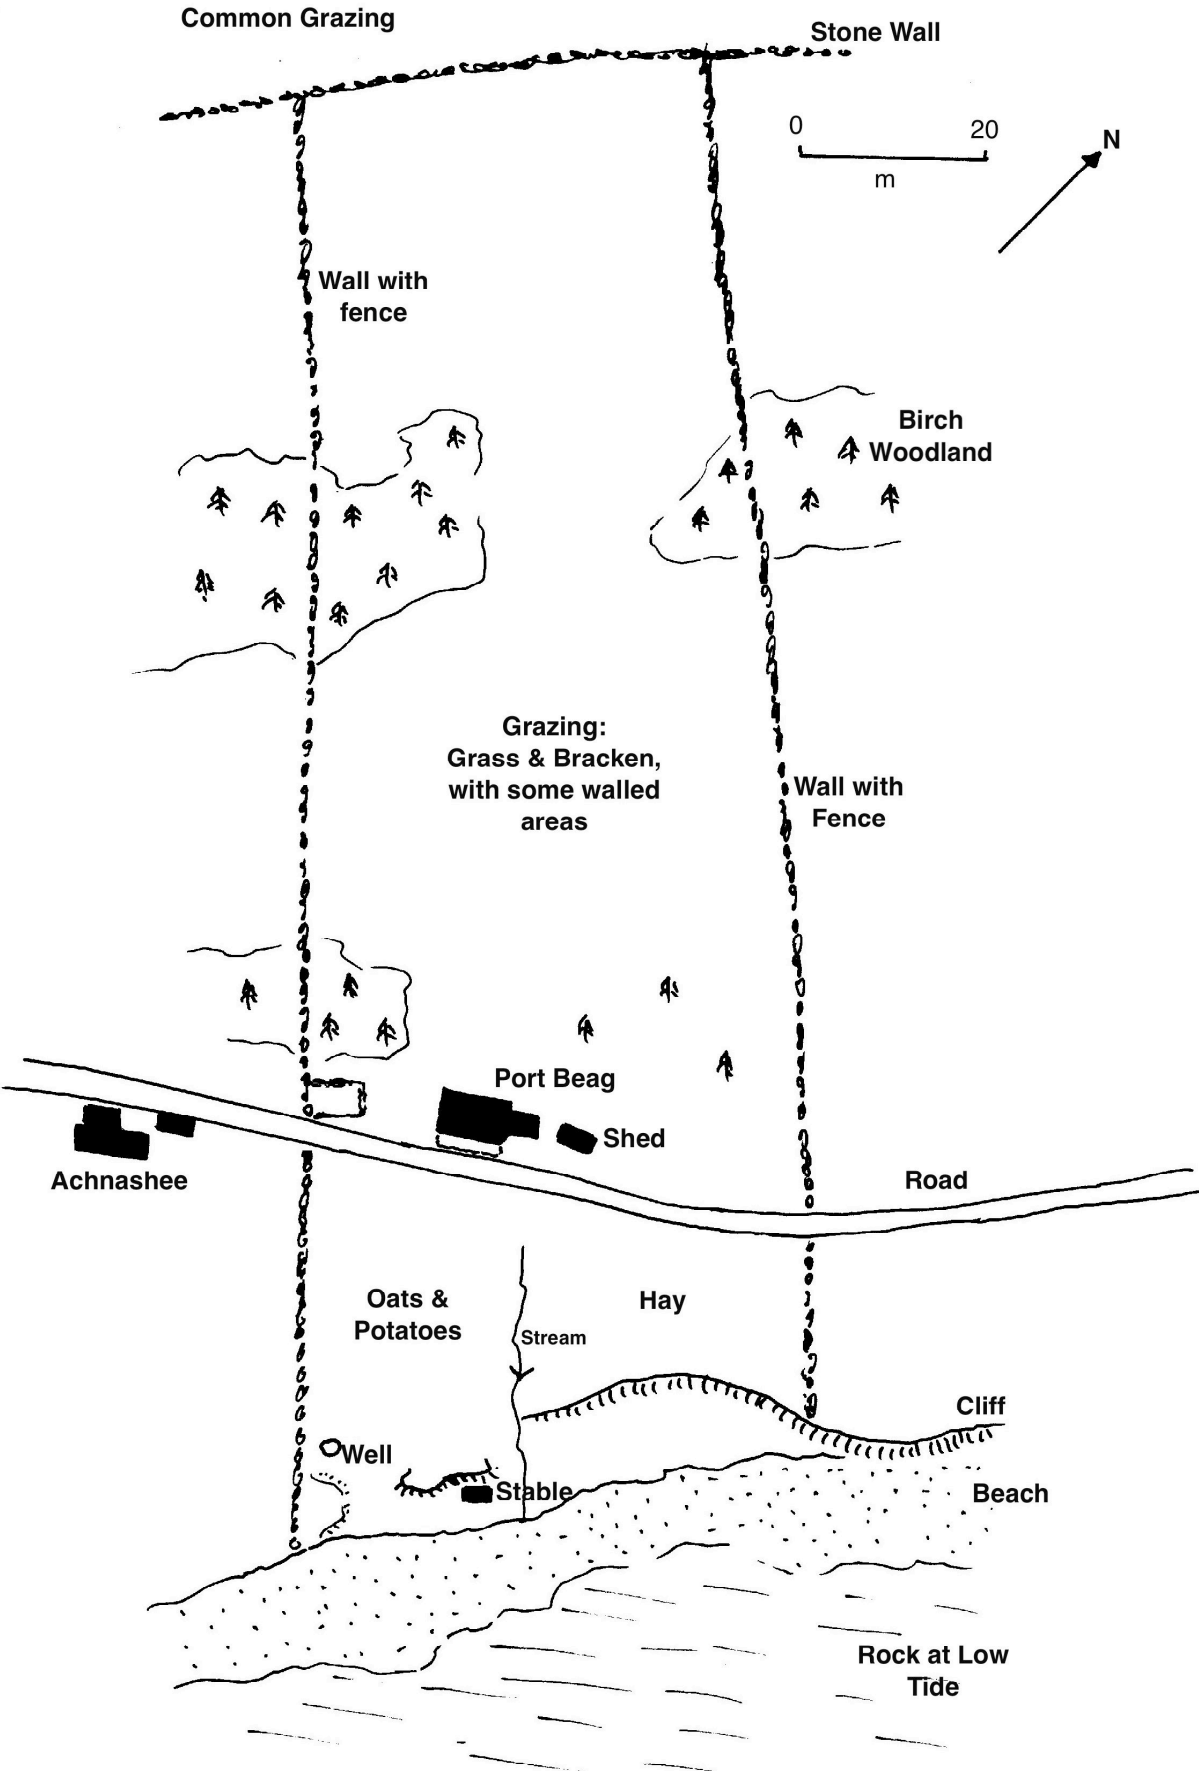 Common Grazing
Stone Wall
0 20
m
N
Wall with
fence
Birch
Woodland
Grazing:
Grass & Bracken,
with some walled
areas
Wall with
Fence
Port Beag
Shed
Achnashee
Road
Oats &
Potatoes
Hay
Stream
Cliff
Well
Stable
Beach
Rock at Low
Tide